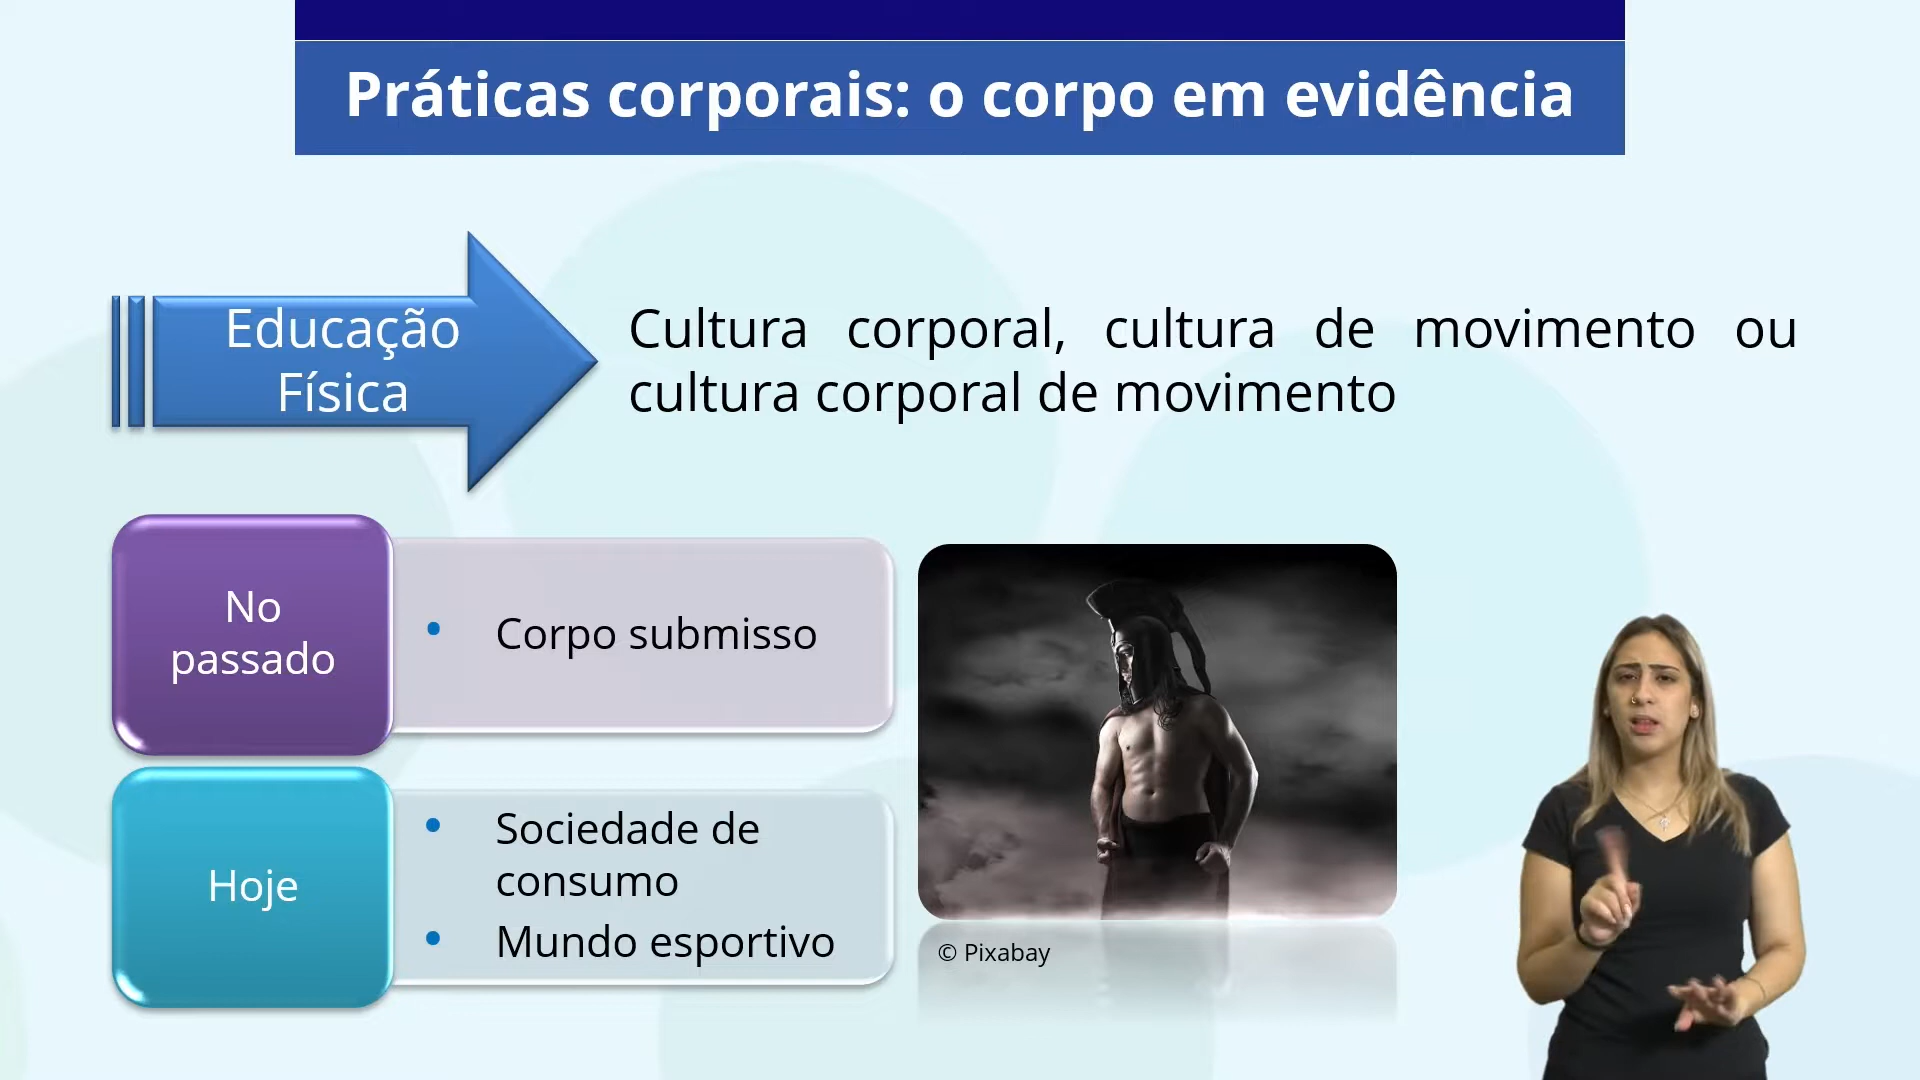 Práticas corporais: o corpo em evidência
Educação
Física
Cultura corporal, cultura de movimento ou
cultura corporal de movimento
No
passado
• Corpo submisso
Hoje
• Sociedade de
consumo
• Mundo esportivo
© Pixabay